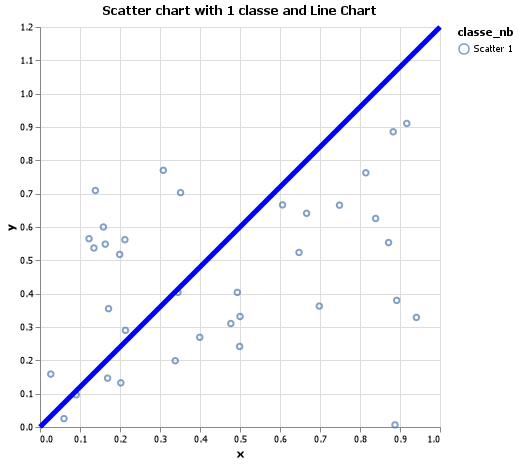 Scatter chart with 1 classe and Line Chart
classe_nb
Scatter 1
1.2
1.1
1.0
0.9
0.8
0.7
0.6
0.5
0.4
0.3
0.2
0.1
0.0
y
0.0 0.1 0.2 0.3 0.4 0.5 0.6 0.7 0.8 0.9 1.0
x